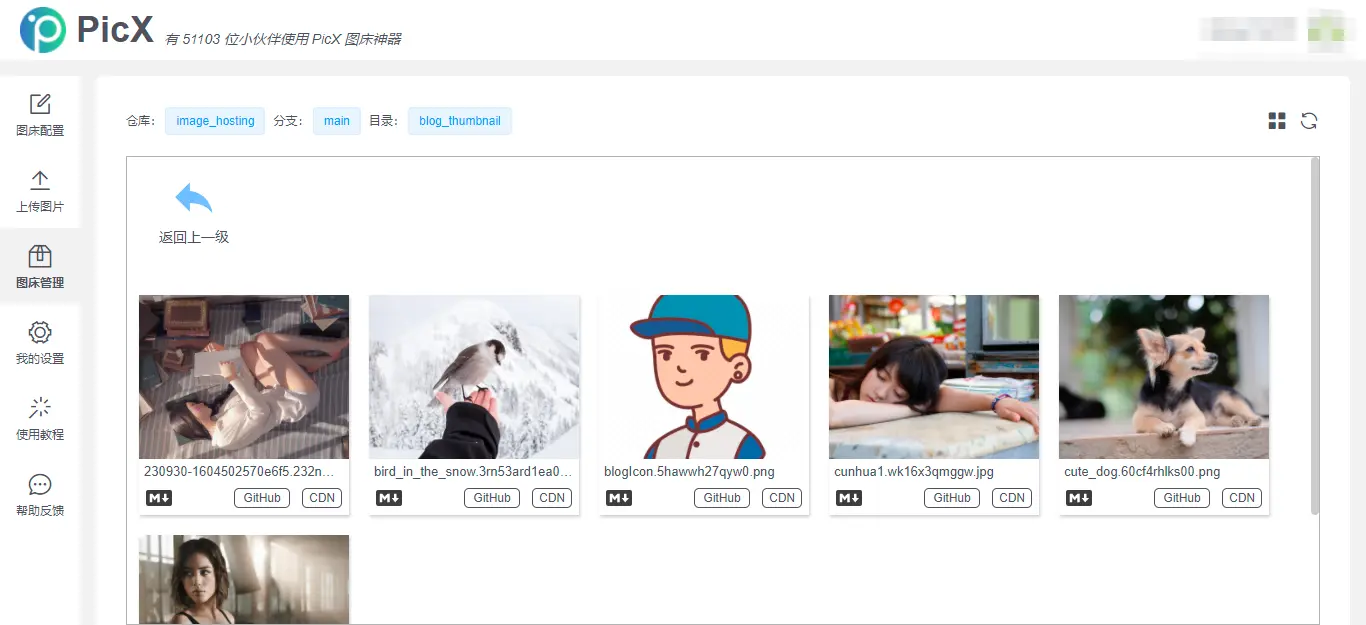 PicX 有 51103 位小伙伴使用 PicX 图床神器
图床配置
上传图片
图床管理
我的设置
使用教程
帮助反馈
仓库： image_hosting 分支： main 目录： blog_thumbnail
返回上一级
230930-1604502570e6f5.232n...
M GitHub CDN
bird_in_the_snow.3rn53ard1ea0...
M GitHub CDN
blogIcon.5hawwh27qyw0.png
M GitHub CDN
cunhua1.wk16x3qmggw.jpg
M GitHub CDN
cute_dog.60cf4rhlks00.png
M GitHub CDN